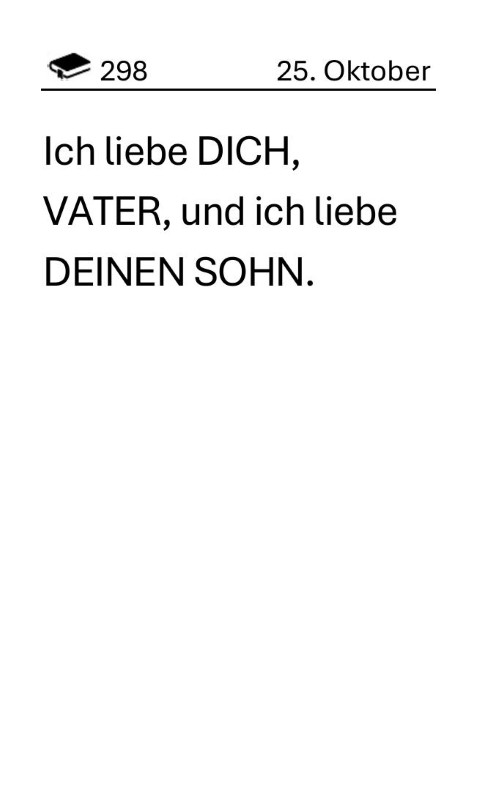 298 25. Oktober
Ich liebe DICH,
VATER, und ich liebe
DEINEN SOHN.